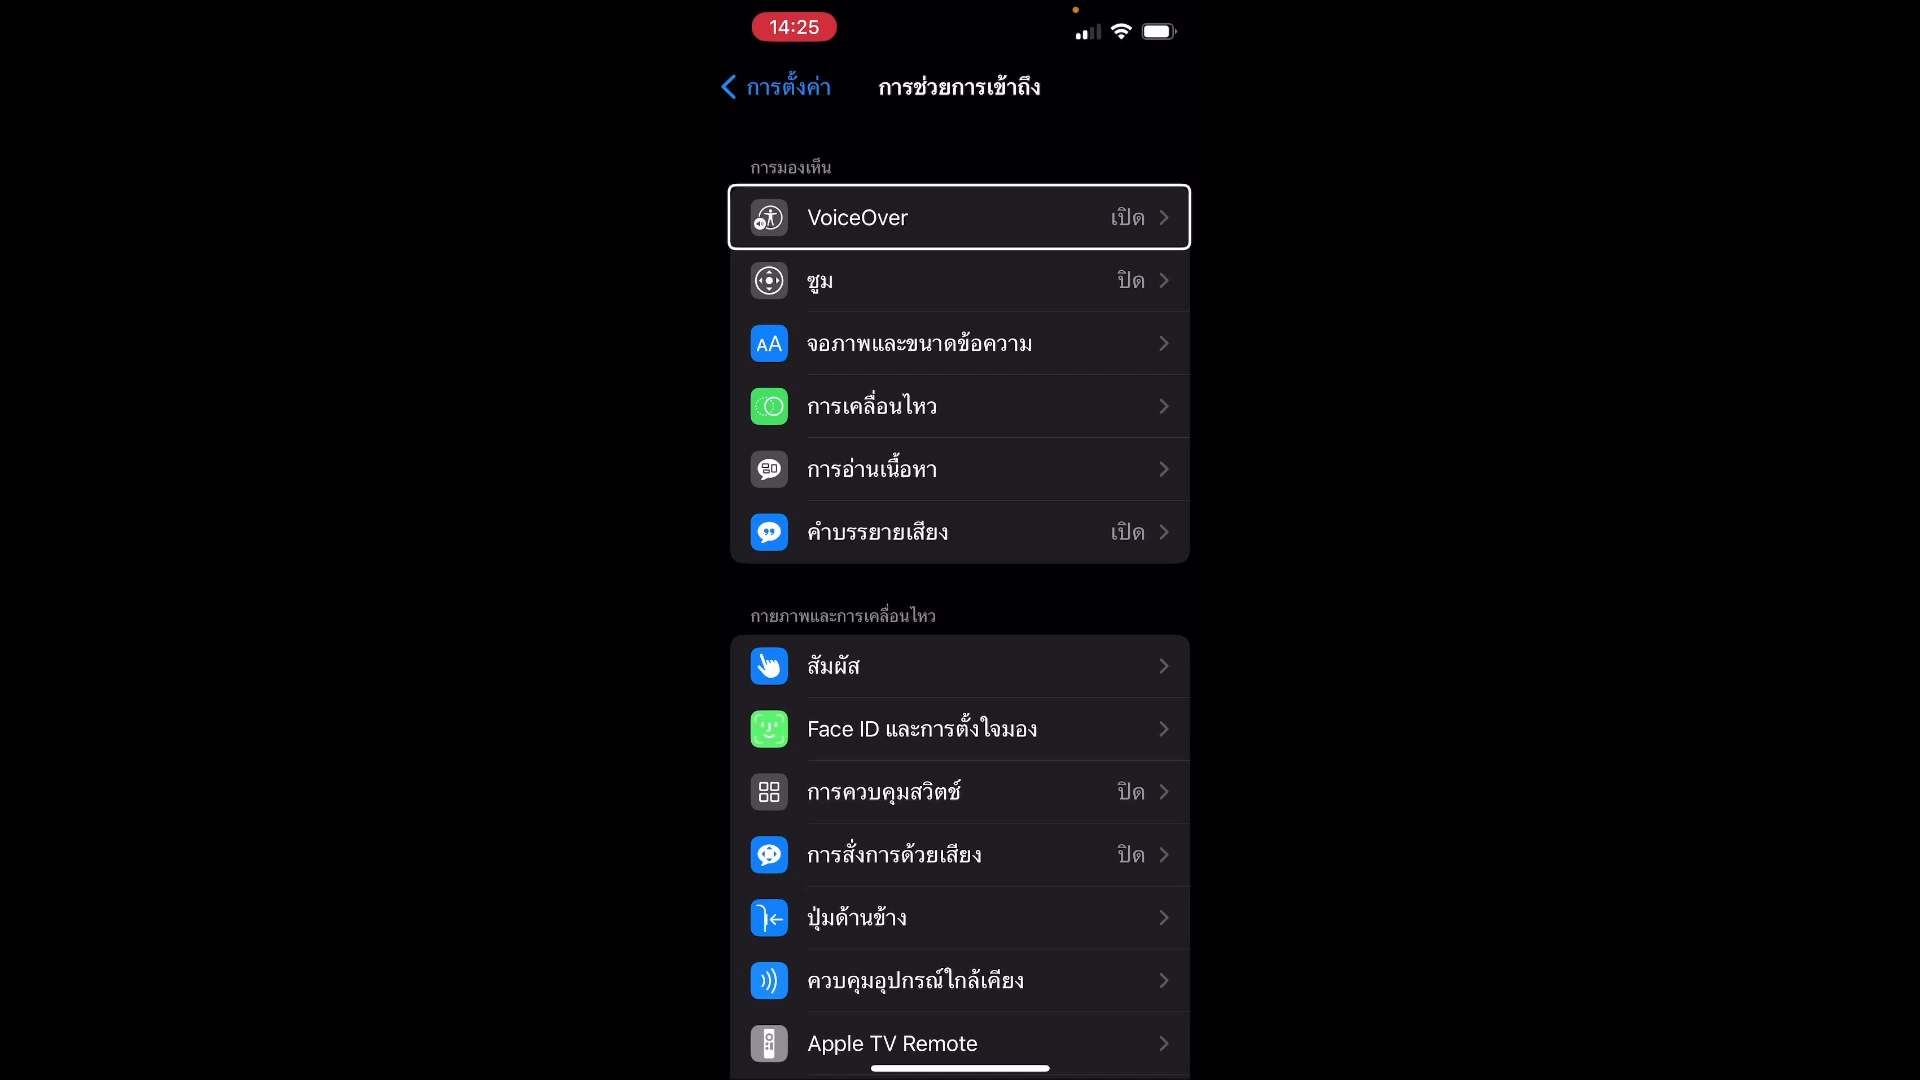 14:25
การตั้งค่า
การช่วยการเข้าถึง
การมองเห็น
VoiceOver เปิด
ซูม ปิด
AA จอภาพและขนาดข้อความ
การเคลื่อนไหว
การอ่านเนื้อหา
คำบรรยายเสียง เปิด
กายภาพและการเคลื่อนไหว
สัมผัส
Face ID และการตั้งใจมอง
การควบคุมสวิตช์ ปิด
การสั่งการด้วยเสียง ปิด
ปุ่มด้านข้าง
ควบคุมอุปกรณ์ใกล้เคียง
Apple TV Remote